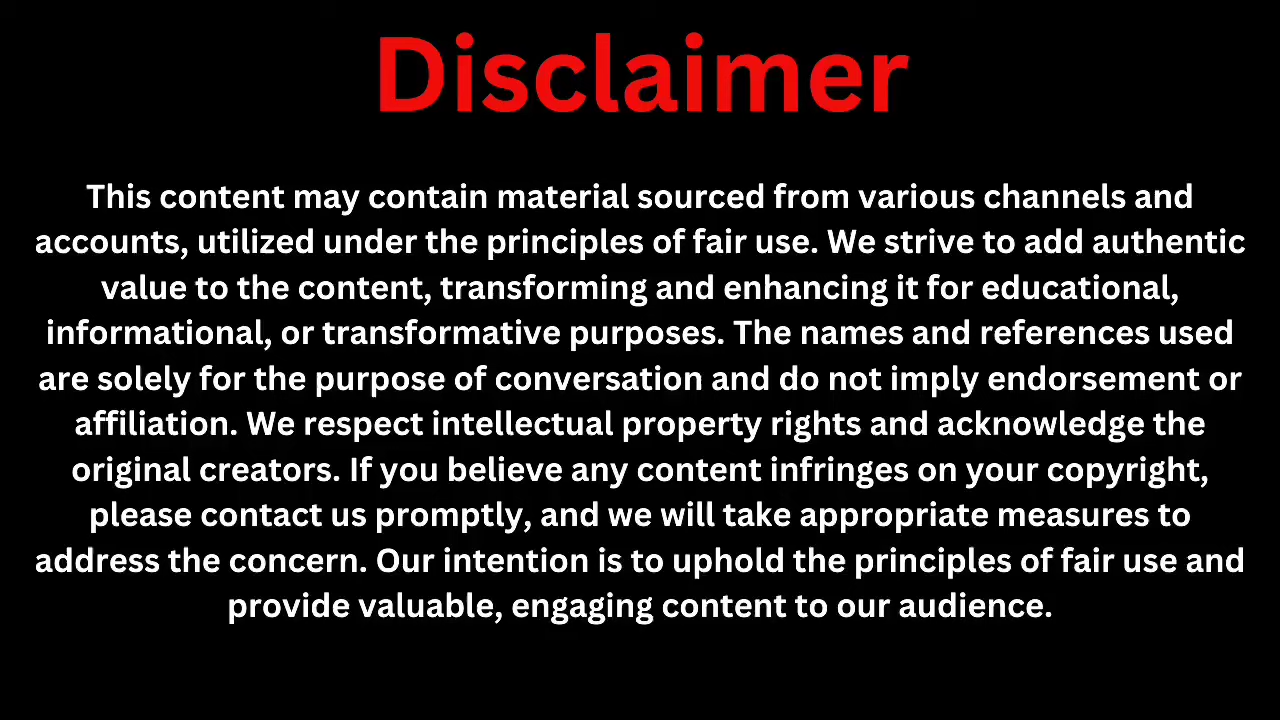 Disclaimer
This content may contain material sourced from various channels and
accounts, utilized under the principles of fair use. We strive to add authentic
value to the content, transforming and enhancing it for educational,
informational, or transformative purposes. The names and references used
are solely for the purpose of conversation and do not imply endorsement or
affiliation. We respect intellectual property rights and acknowledge the
original creators. If you believe any content infringes on your copyright,
please contact us promptly, and we will take appropriate measures to
address the concern. Our intention is to uphold the principles of fair use and
provide valuable, engaging content to our audience.